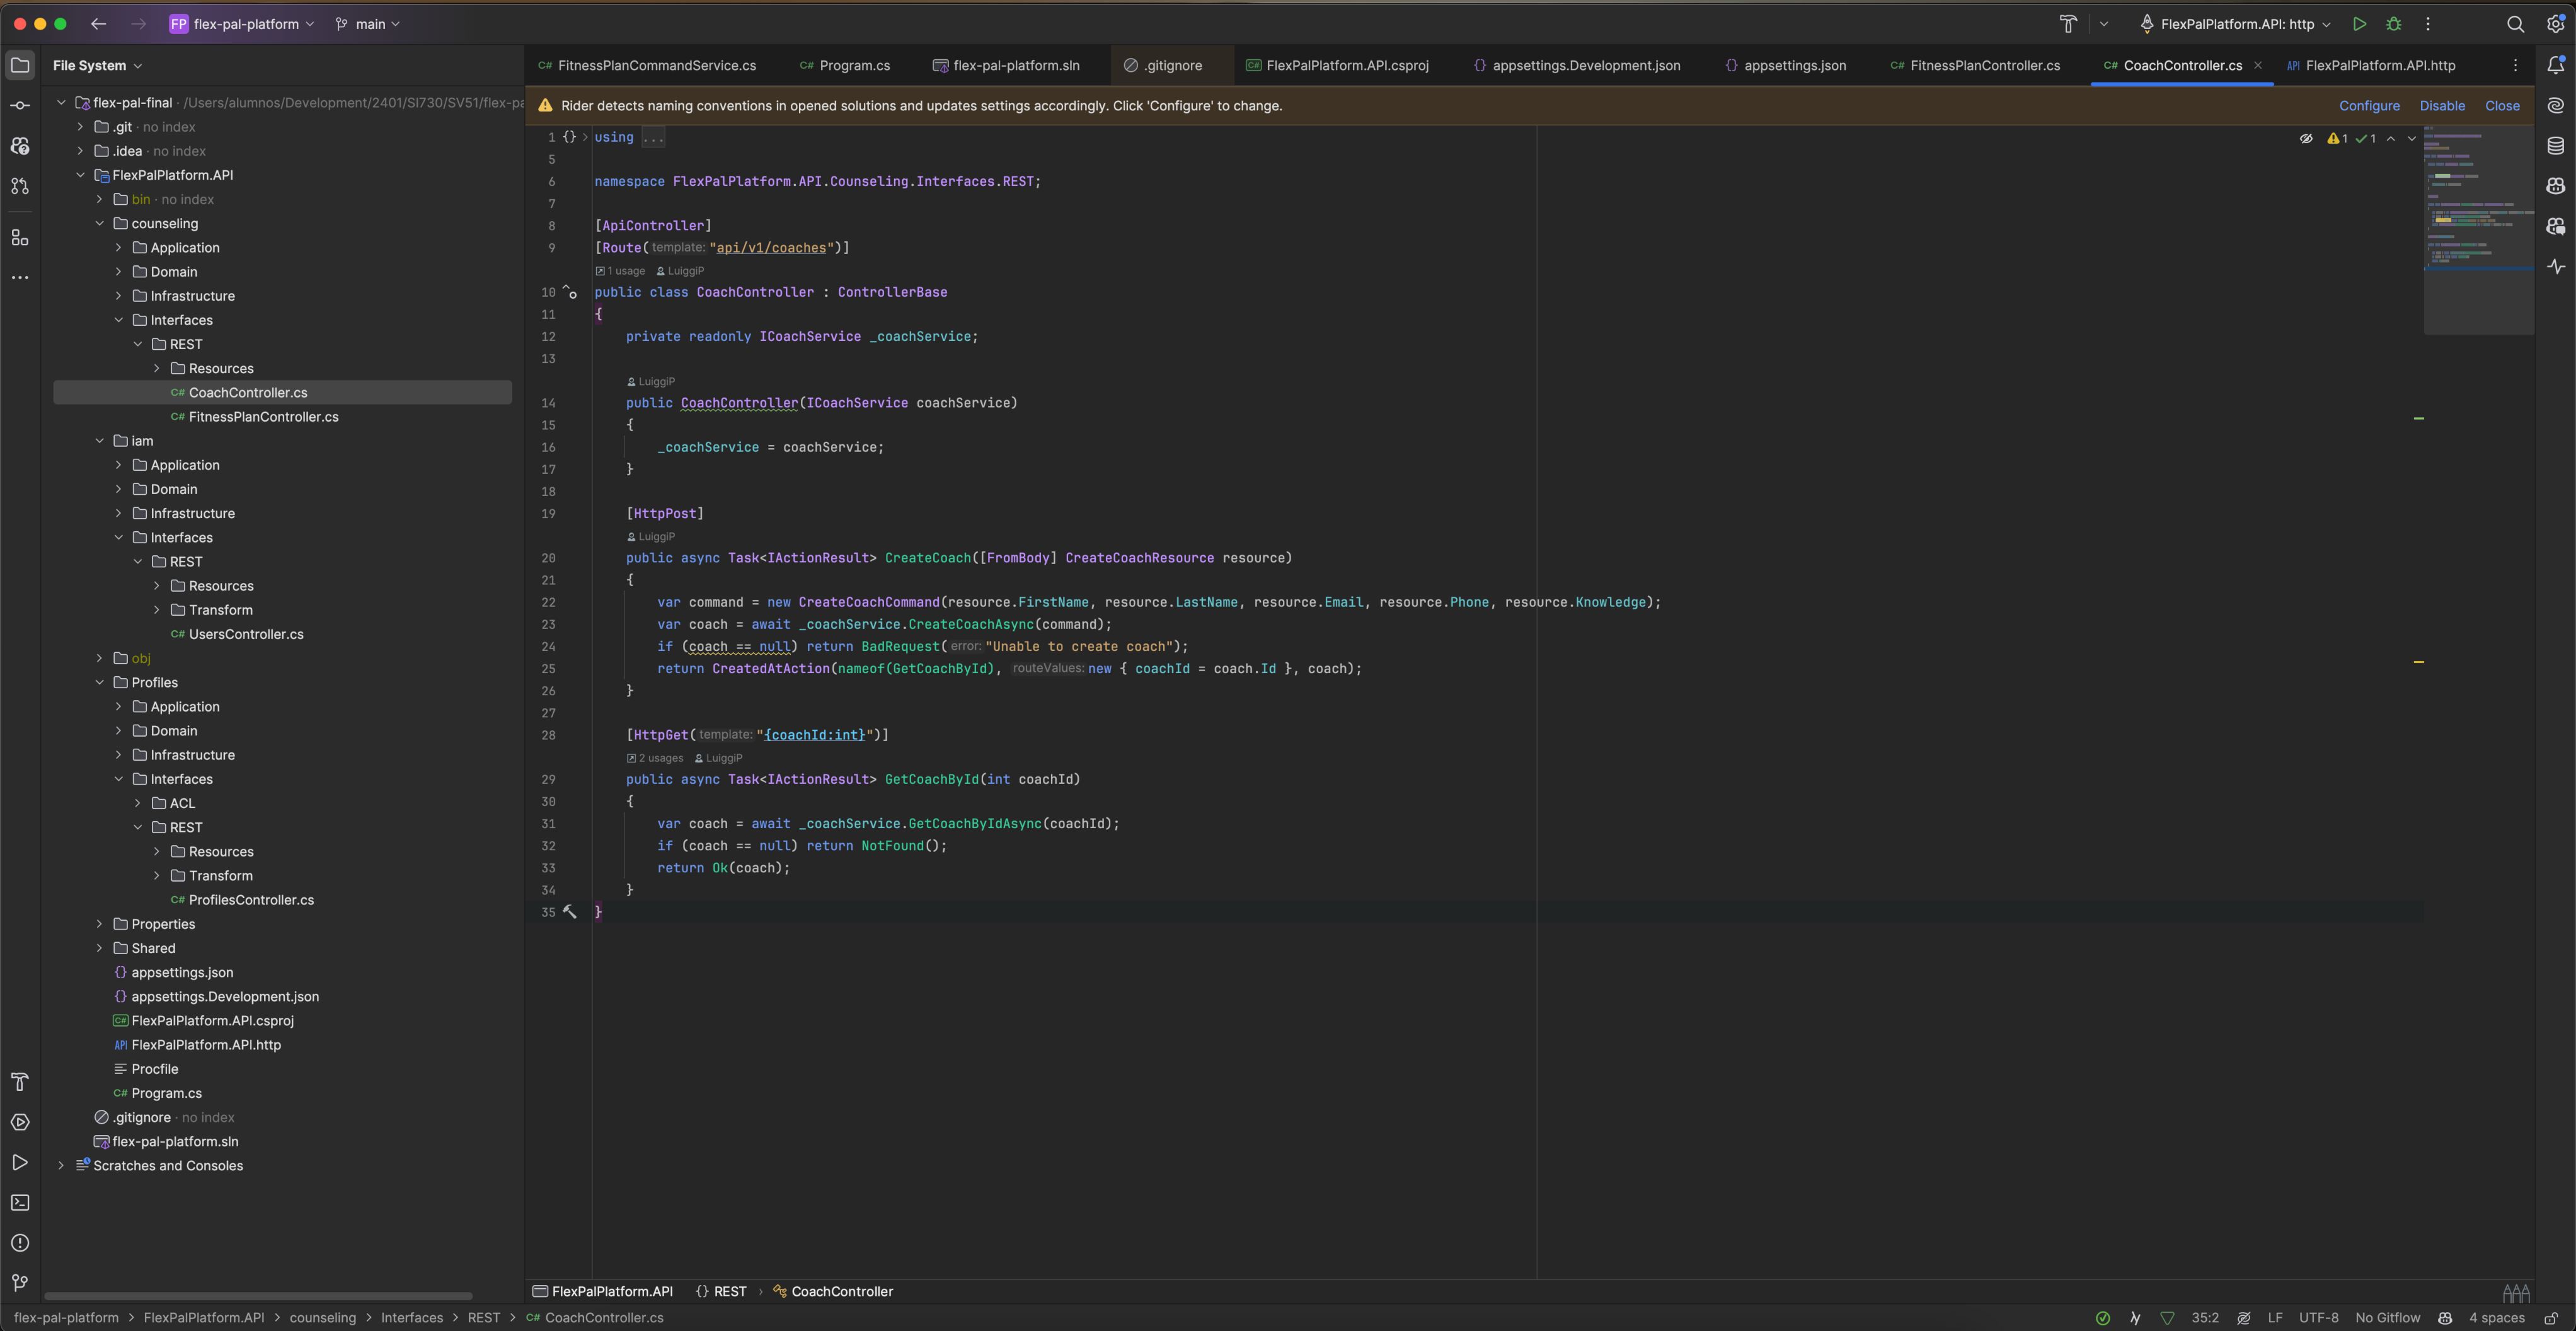 FP flex-pal-platform main FlexPalPlatform.API: http
File System
flex-pal-final · /Users/alumnos/Development/2401/SI730/SV51/flex-pa
.git · no index
.idea · no index
FlexPalPlatform.API
bin · no index
counseling
Application
Domain
Infrastructure
Interfaces
REST
Resources
C# CoachController.cs
C# FitnessPlanController.cs
iam
Application
Domain
Infrastructure
Interfaces
REST
Resources
Transform
C# UsersController.cs
obj
Profiles
Application
Domain
Infrastructure
Interfaces
ACL
REST
Resources
Transform
C# ProfilesController.cs
Properties
Shared
{} appsettings.json
{} appsettings.Development.json
C# FlexPalPlatform.API.csproj
API FlexPalPlatform.API.http
Procfile
C# Program.cs
.gitignore · no index
flex-pal-platform.sln
Scratches and Consoles
C# FitnessPlanCommandService.cs C# Program.cs flex-pal-platform.sln .gitignore C# FlexPalPlatform.API.csproj {} appsettings.Development.json {} appsettings.json C# FitnessPlanController.cs C# CoachController.cs API FlexPalPlatform.API.http
Rider detects naming conventions in opened solutions and updates settings accordingly. Click 'Configure' to change. Configure Disable Close
1 {} using ... 1 1
5
6 namespace FlexPalPlatform.API.Counseling.Interfaces.REST;
7
8 [ApiController]
9 [Route(template: "api/v1/coaches")]
1 usage LuiggiP
10 public class CoachController : ControllerBase
11 {
12 private readonly ICoachService _coachService;
13
LuiggiP
14 public CoachController(ICoachService coachService)
15 {
16 _coachService = coachService;
17 }
18
19 [HttpPost]
LuiggiP
20 public async Task<IActionResult> CreateCoach([FromBody] CreateCoachResource resource)
21 {
22 var command = new CreateCoachCommand(resource.FirstName, resource.LastName, resource.Email, resource.Phone, resource.Knowledge);
23 var coach = await _coachService.CreateCoachAsync(command);
24 if (coach == null) return BadRequest(error: "Unable to create coach");
25 return CreatedAtAction(nameof(GetCoachById), routeValues: new { coachId = coach.Id }, coach);
26 }
27
28 [HttpGet(template: "{coachId:int}")]
2 usages LuiggiP
29 public async Task<IActionResult> GetCoachById(int coachId)
30 {
31 var coach = await _coachService.GetCoachByIdAsync(coachId);
32 if (coach == null) return NotFound();
33 return Ok(coach);
34 }
35 }
FlexPalPlatform.API {} REST › CoachController
flex-pal-platform > FlexPalPlatform.API > counseling > Interfaces > REST > C# CoachController.cs 35:2 LF UTF-8 No Gitflow 4 spaces